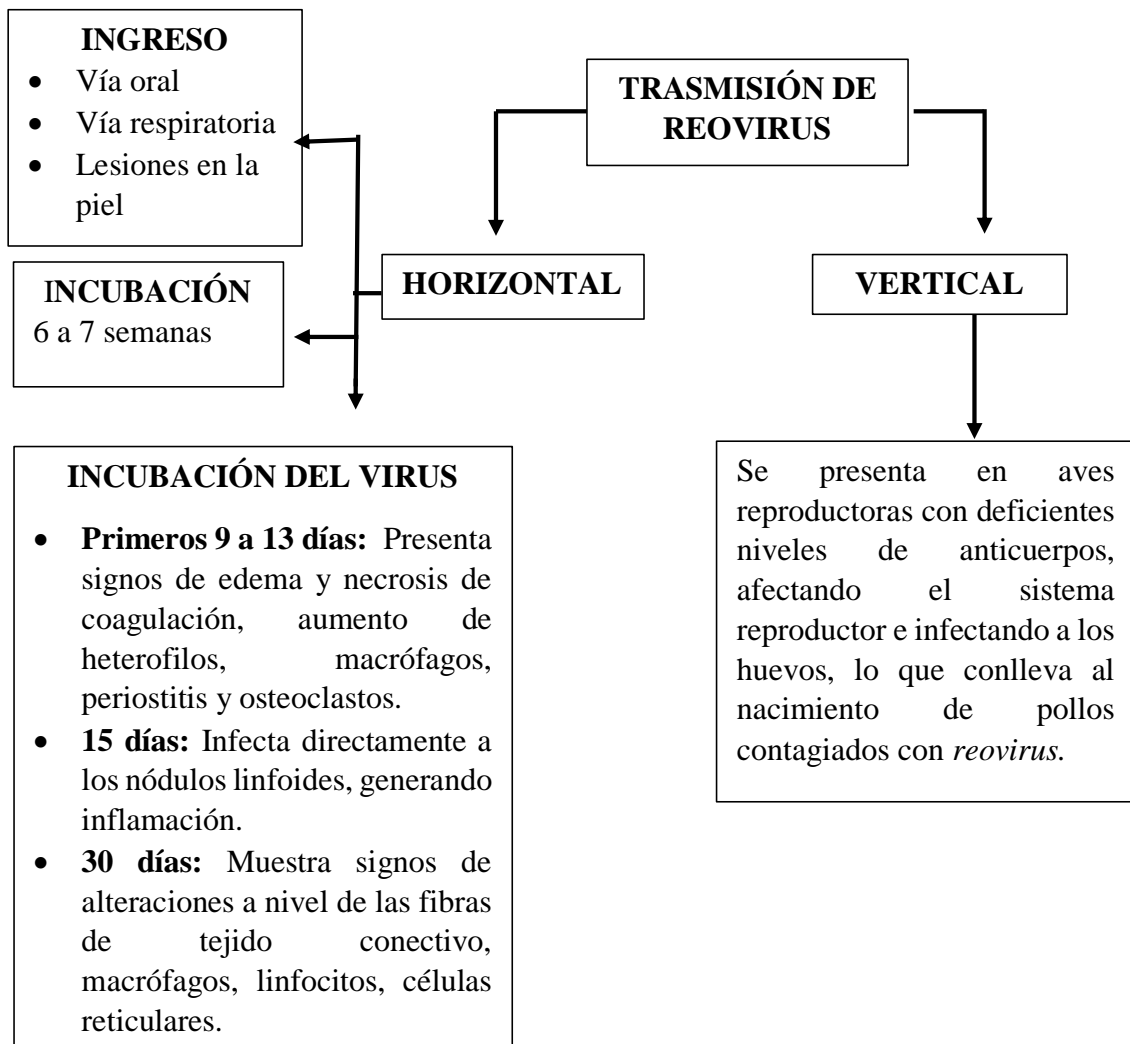 INGRESO
• Vía oral
• Vía respiratoria
• Lesiones en la
piel
TRASMISIÓN DE
REOVIRUS
INCUBACIÓN
6 a 7 semanas
HORIZONTAL
VERTICAL
INCUBACIÓN DEL VIRUS
• Primeros 9 a 13 días: Presenta
signos de edema y necrosis de
coagulación, aumento de
heterofilos, macrófagos,
periostitis y osteoclastos.
• 15 días: Infecta directamente a
los nódulos linfoides, generando
inflamación.
• 30 días: Muestra signos de
alteraciones a nivel de las fibras
de tejido conectivo,
macrófagos, linfocitos, células
reticulares.
Se presenta en aves
reproductoras con deficientes
niveles de anticuerpos,
afectando el sistema
reproductor e infectando a los
huevos, lo que conlleva al
nacimiento de pollos
contagiados con reovirus.